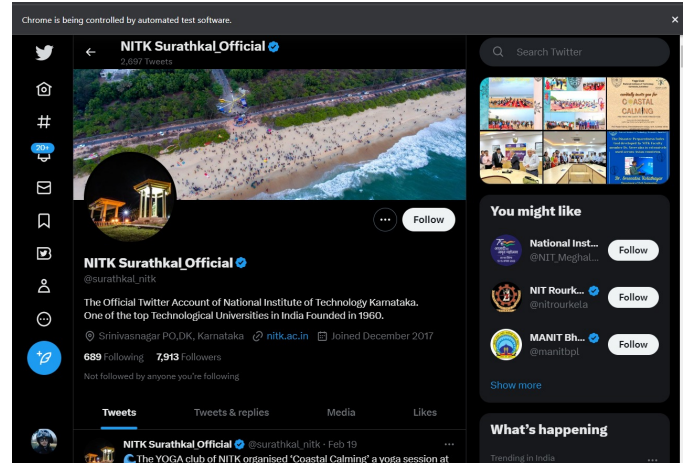 Chrome is being controlled by automated test software.
NITK Surathkal_Official
2,697 Tweets
Search Twitter
20+
COASTAL
CALMING
Follow
NITK Surathkal_Official
@surathkal_nitk
The Official Twitter Account of National Institute of Technology Karnataka.
One of the top Technological Universities in India Founded in 1960.
Srinivasnagar PO,DK, Karnataka nitk.ac.in Joined December 2017
689 Following 7,913 Followers
Not followed by anyone you're following
Tweets Tweets & replies Media Likes
NITK Surathkal_Official @surathkal_nitk · Feb 19
The YOGA club of NITK organised ‘Coastal Calming’ a yoga session at
You might like
National Inst...
@NIT_Meghal...
Follow
NIT Rourk...
@nitrourkela
Follow
MANIT Bh...
@manitbpl
Follow
Show more
What's happening
Trending in India